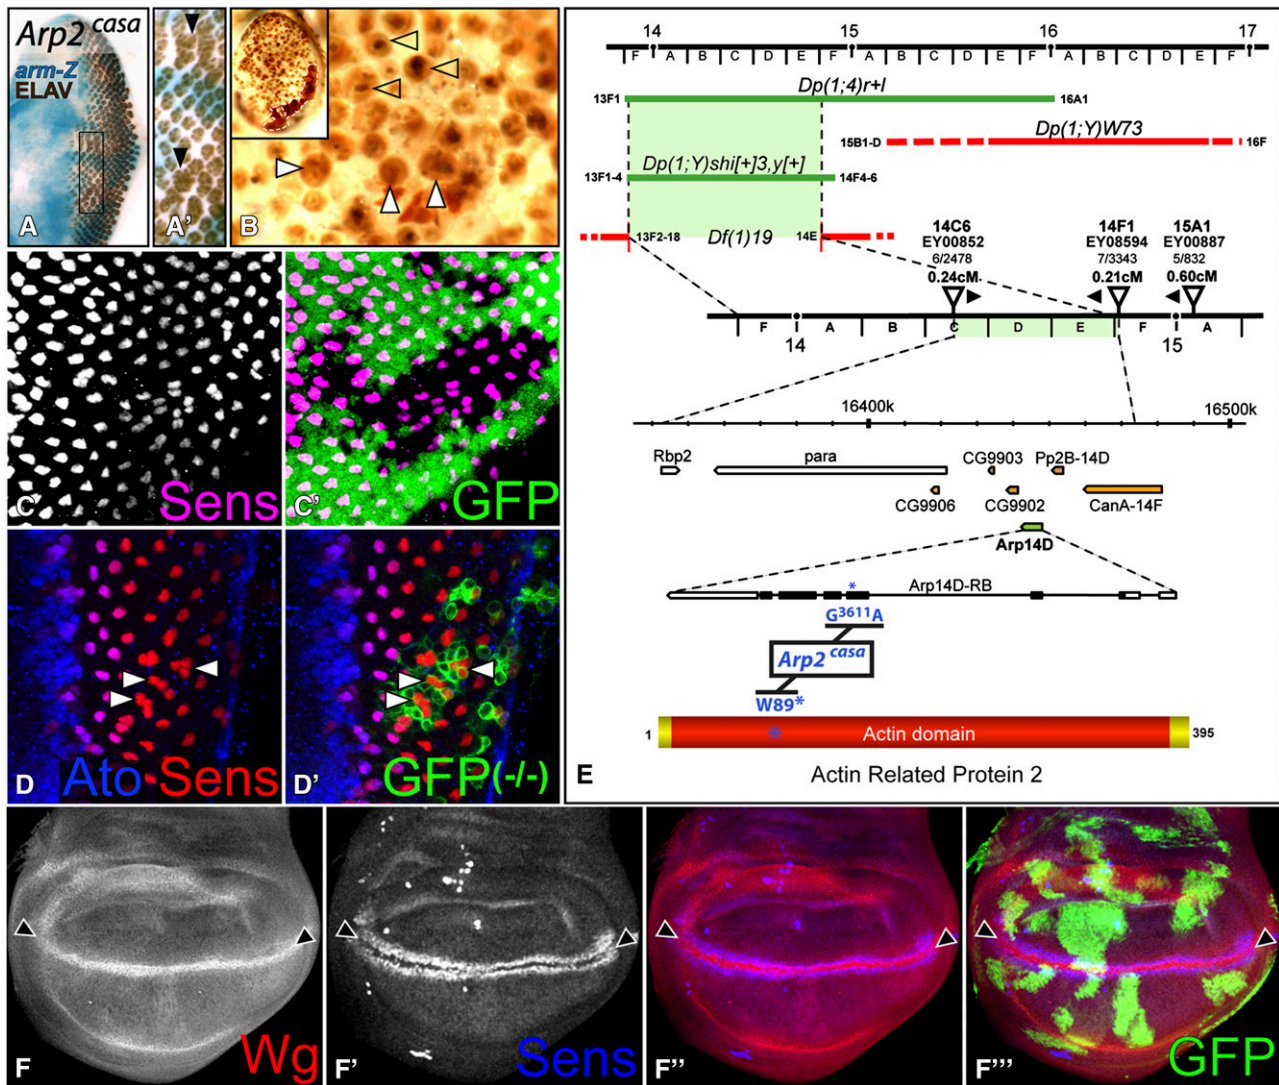 Arp2 casa
arm-Z
ELAV
A
A'
B
C
Sens
C'
GFP
D
Ato Sens
D'
GFP(-/-)
E
14 15 16 17
F A B C D E F A B C D E F A B C D E F
Dp(1;4)r+l
13F1 16A1
Dp(1;Y)W73
15B1-D 16F
Dp(1;Y)shi[+]3,y[+]
13F1-4 14F4-6
13F2-18 Df(1)19 14E
14C6 14F1 15A1
EY00852 EY08594 EY00887
6/2478 7/3343 5/832
0.24cM 0.21cM 0.60cM
F A B C D E F A
14 15
16400k 16500k
Rbp2 para CG9903 Pp2B-14D
CG9906 CG9902 CanA-14F
Arp14D
* Arp14D-RB
G3611A
Arp2 casa
W89*
1 * Actin domain 395
Actin Related Protein 2
F
Wg
F'
Sens
F''
F'''
GFP